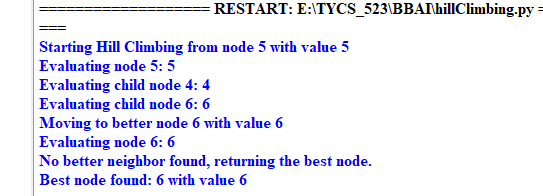 =================== RESTART: E:\TYCS_523\BBAI\hillClimbing.py =
===
Starting Hill Climbing from node 5 with value 5
Evaluating node 5: 5
Evaluating child node 4: 4
Evaluating child node 6: 6
Moving to better node 6 with value 6
Evaluating node 6: 6
No better neighbor found, returning the best node.
Best node found: 6 with value 6